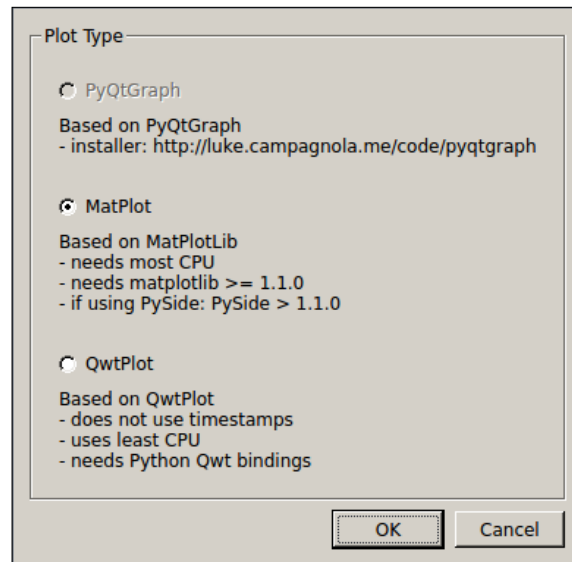 Plot Type
PyQtGraph
Based on PyQtGraph
- installer: http://luke.campagnola.me/code/pyqtgraph
MatPlot
Based on MatPlotLib
- needs most CPU
- needs matplotlib >= 1.1.0
- if using PySide: PySide > 1.1.0
QwtPlot
Based on QwtPlot
- does not use timestamps
- uses least CPU
- needs Python Qwt bindings
OK Cancel